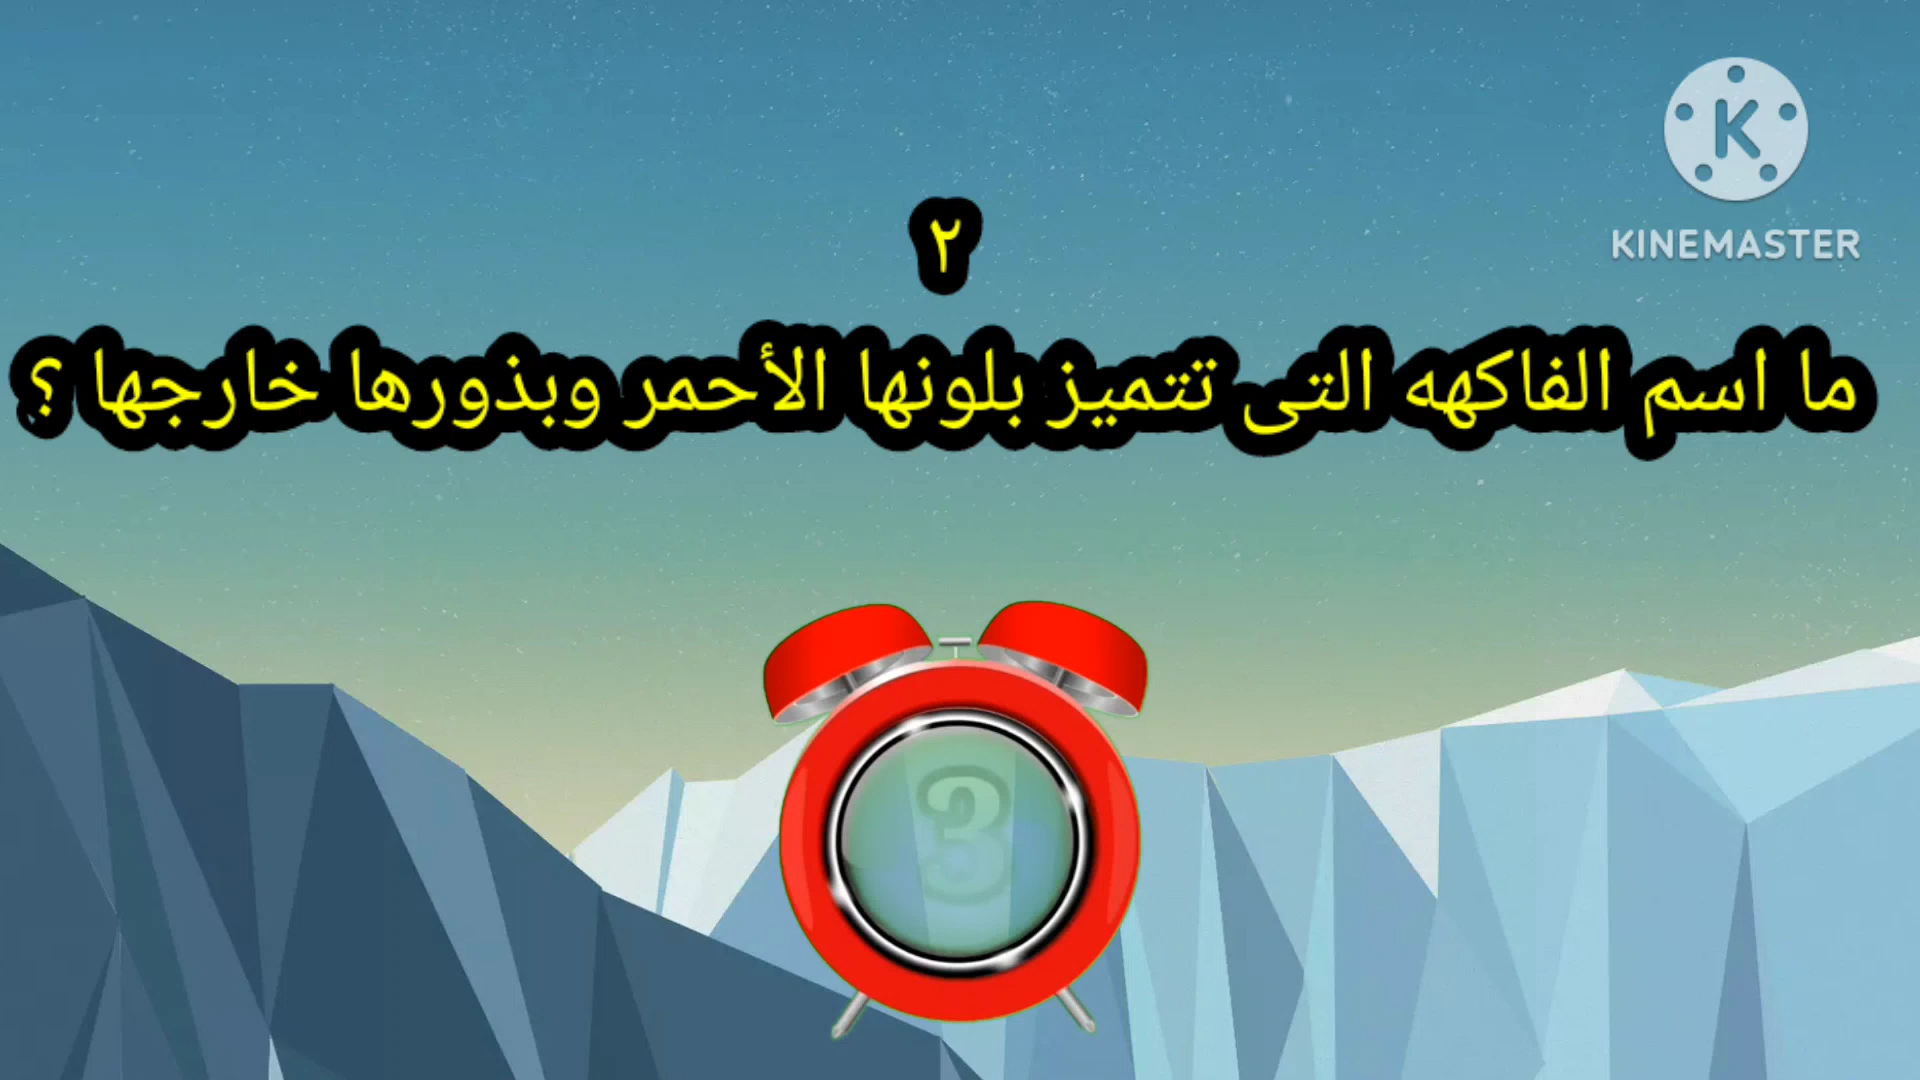 KINEMASTER
٢
ما اسم الفاكهه التى تتميز بلونها الأحمر وبذورها خارجها ؟
3